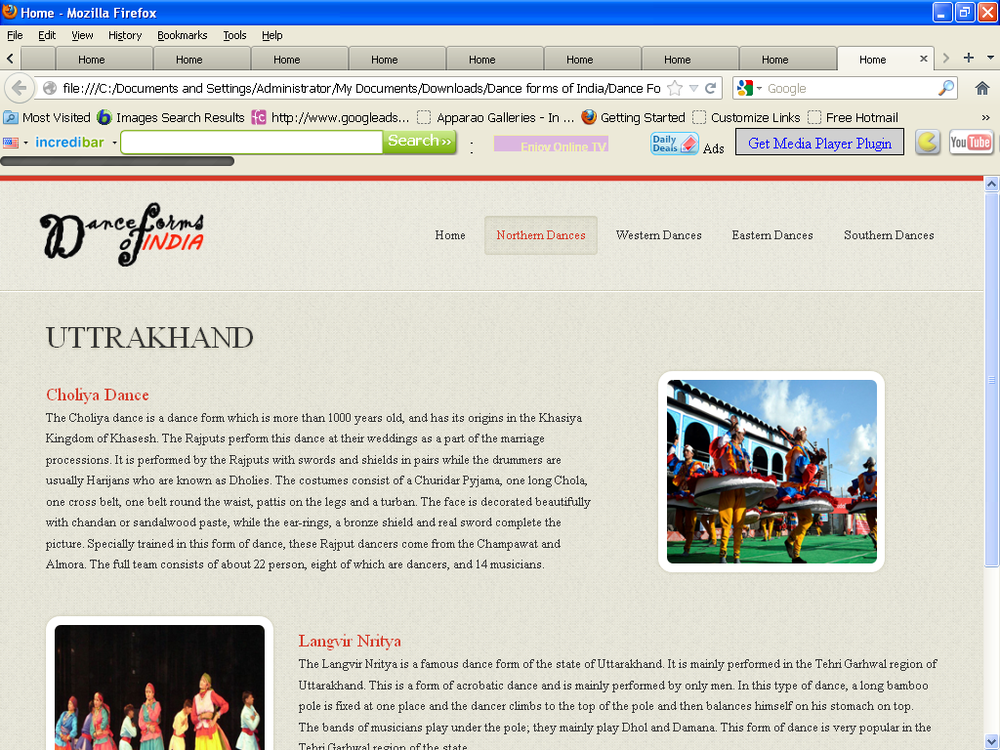 Home - Mozilla Firefox
File Edit View History Bookmarks Tools Help
Home Home Home Home Home Home Home Home Home
file:///C:/Documents and Settings/Administrator/My Documents/Downloads/Dance forms of India/Dance Fo Google
Most Visited Images Search Results http://www.googleads... Apparao Galleries - In ... Getting Started Customize Links Free Hotmail »
incredibar Search>> : Enjoy Online TV Daily Deals Ads Get Media Player Plugin YouTube
Dance forms
of INDIA
Home Northern Dances Western Dances Eastern Dances Southern Dances
UTTRAKHAND
Choliya Dance
The Choliya dance is a dance form which is more than 1000 years old, and has its origins in the Khasiya
Kingdom of Khasesh. The Rajputs perform this dance at their weddings as a part of the marriage
processions. It is performed by the Rajputs with swords and shields in pairs while the drummers are
usually Harijans who are known as Dholies. The costumes consist of a Churidar Pyjama, one long Chola,
one cross belt, one belt round the waist, pattis on the legs and a turban. The face is decorated beautifully
with chandan or sandalwood paste, while the ear-rings, a bronze shield and real sword complete the
picture. Specially trained in this form of dance, these Rajput dancers come from the Champawat and
Almora. The full team consists of about 22 person, eight of which are dancers, and 14 musicians.
Langvir Nritya
The Langvir Nritya is a famous dance form of the state of Uttarakhand. It is mainly performed in the Tehri Garhwal region of
Uttarakhand. This is a form of acrobatic dance and is mainly performed by only men. In this type of dance, a long bamboo
pole is fixed at one place and the dancer climbs to the top of the pole and then balances himself on his stomach on top.
The bands of musicians play under the pole; they mainly play Dhol and Damana. This form of dance is very popular in the
Tehri Garhwal region of the state.